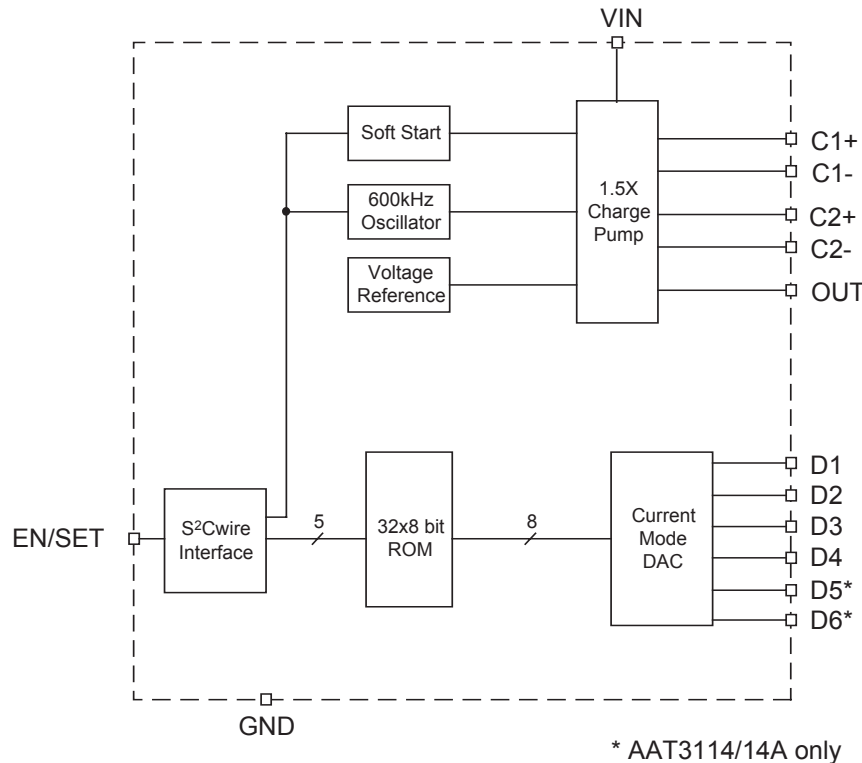 VIN
Soft Start
600kHz
Oscillator
Voltage
Reference
1.5X
Charge
Pump
C1+
C1-
C2+
C2-
OUT
EN/SET
S²Cwire
Interface
5
32x8 bit
ROM
8
Current
Mode
DAC
D1
D2
D3
D4
D5*
D6*
GND
* AAT3114/14A only